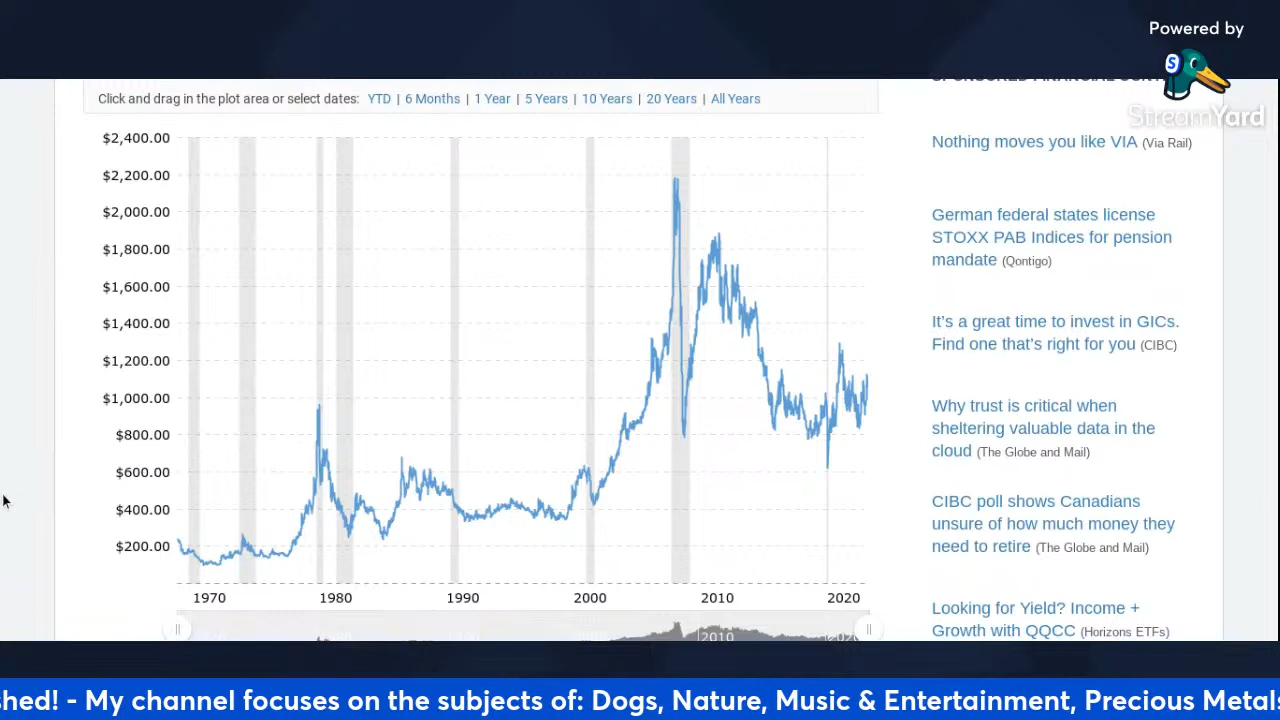 Powered by
S
StreamYard
Click and drag in the plot area or select dates: YTD | 6 Months | 1 Year | 5 Years | 10 Years | 20 Years | All Years
$2,400.00
$2,200.00
$2,000.00
$1,800.00
$1,600.00
$1,400.00
$1,200.00
$1,000.00
$800.00
$600.00
$400.00
$200.00
1970 1980 1990 2000 2010 2020
2010
Nothing moves you like VIA (Via Rail)
German federal states license
STOXX PAB Indices for pension
mandate (Qontigo)
It's a great time to invest in GICs.
Find one that's right for you (CIBC)
Why trust is critical when
sheltering valuable data in the
cloud (The Globe and Mail)
CIBC poll shows Canadians
unsure of how much money they
need to retire (The Globe and Mail)
Looking for Yield? Income +
Growth with QQCC (Horizons ETFs)
shed! - My channel focuses on the subjects of: Dogs, Nature, Music & Entertainment, Precious Metals